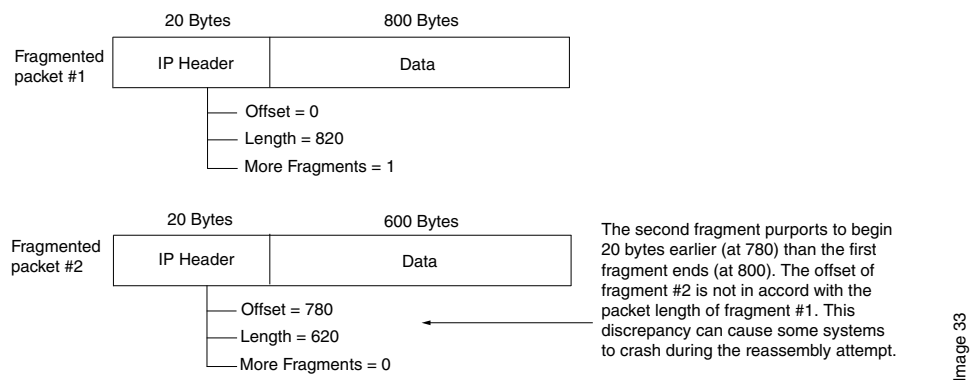 20 Bytes
800 Bytes
Fragmented
packet #1
IP Header
Data
Offset = 0
Length = 820
More Fragments = 1
20 Bytes
600 Bytes
Fragmented
packet #2
IP Header
Data
Offset = 780
Length = 620
More Fragments = 0
The second fragment purports to begin
20 bytes earlier (at 780) than the first
fragment ends (at 800). The offset of
fragment #2 is not in accord with the
packet length of fragment #1. This
discrepancy can cause some systems
to crash during the reassembly attempt.
Image 33